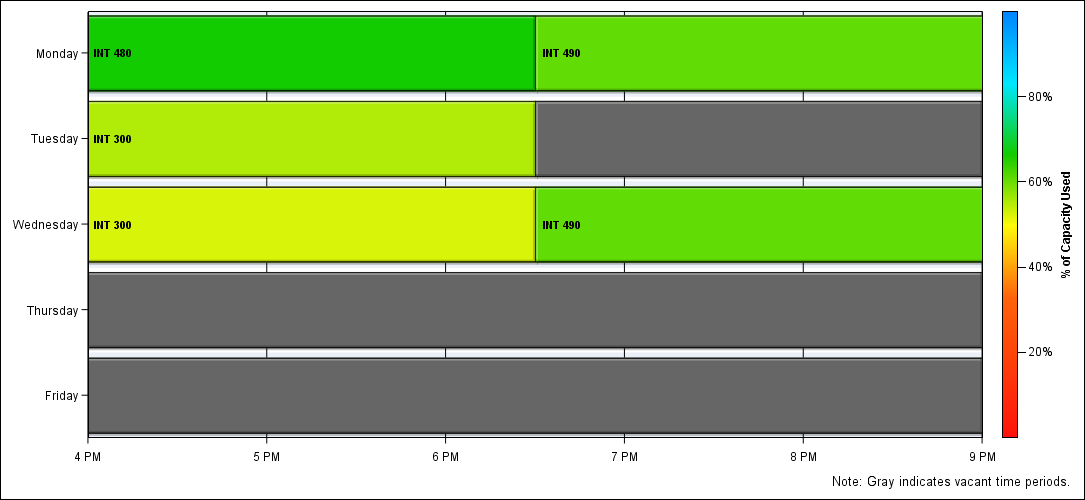 Monday
INT 480
INT 490
80%
Tuesday
INT 300
60%
Wednesday
INT 300
INT 490
% of Capacity Used
40%
Thursday
20%
Friday
4 PM
5 PM
6 PM
7 PM
8 PM
9 PM
Note: Gray indicates vacant time periods.